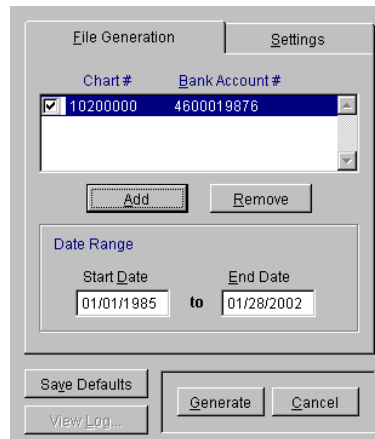 File Generation Settings
Chart # Bank Account #
10200000 4600019876
Add Remove
Date Range
Start Date End Date
01/01/1985 to 01/28/2002
Save Defaults
Generate Cancel
View Log...